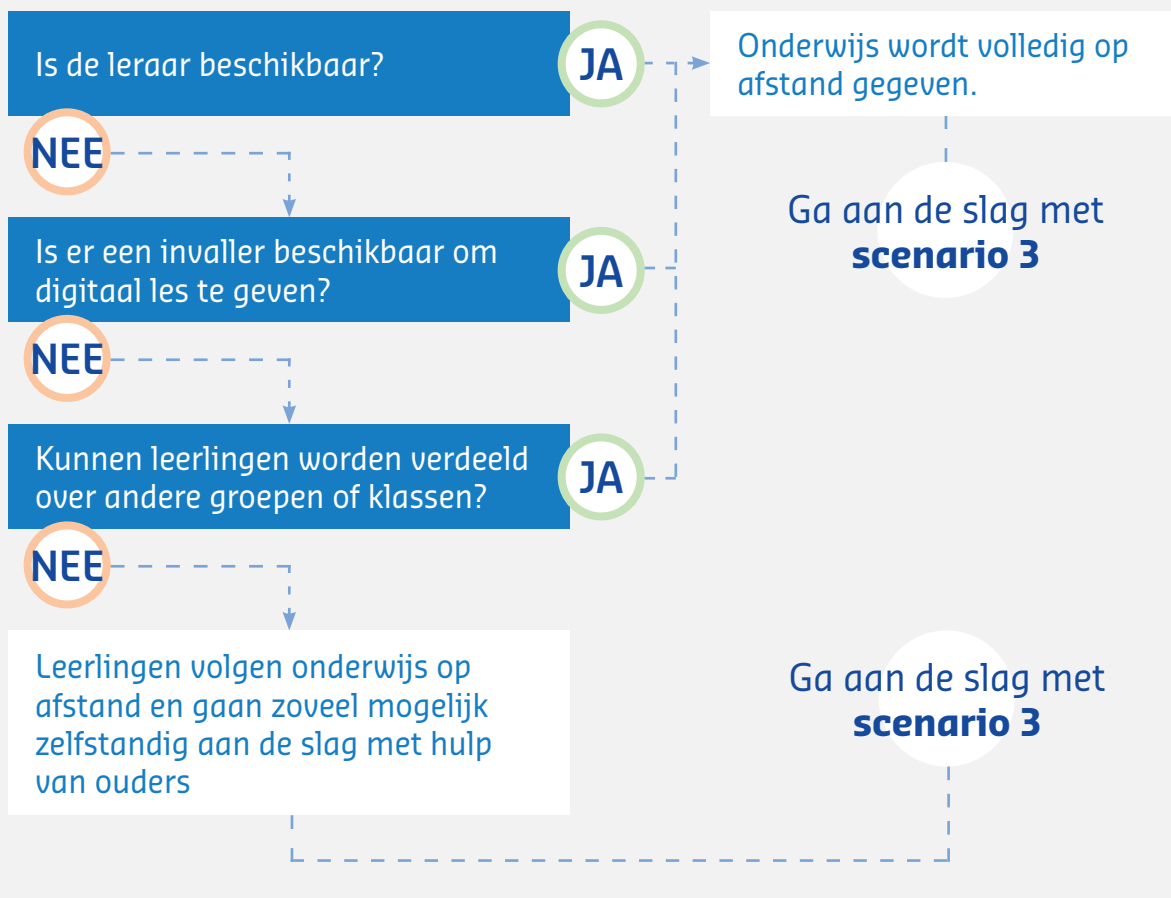 Is de leraar beschikbaar?
JA
Onderwijs wordt volledig op
afstand gegeven.
NEE
Ga aan de slag met
scenario 3
Is er een invaller beschikbaar om
digitaal les te geven?
JA
NEE
Kunnen leerlingen worden verdeeld
over andere groepen of klassen?
JA
NEE
Leerlingen volgen onderwijs op
afstand en gaan zoveel mogelijk
zelfstandig aan de slag met hulp
van ouders
Ga aan de slag met
scenario 3